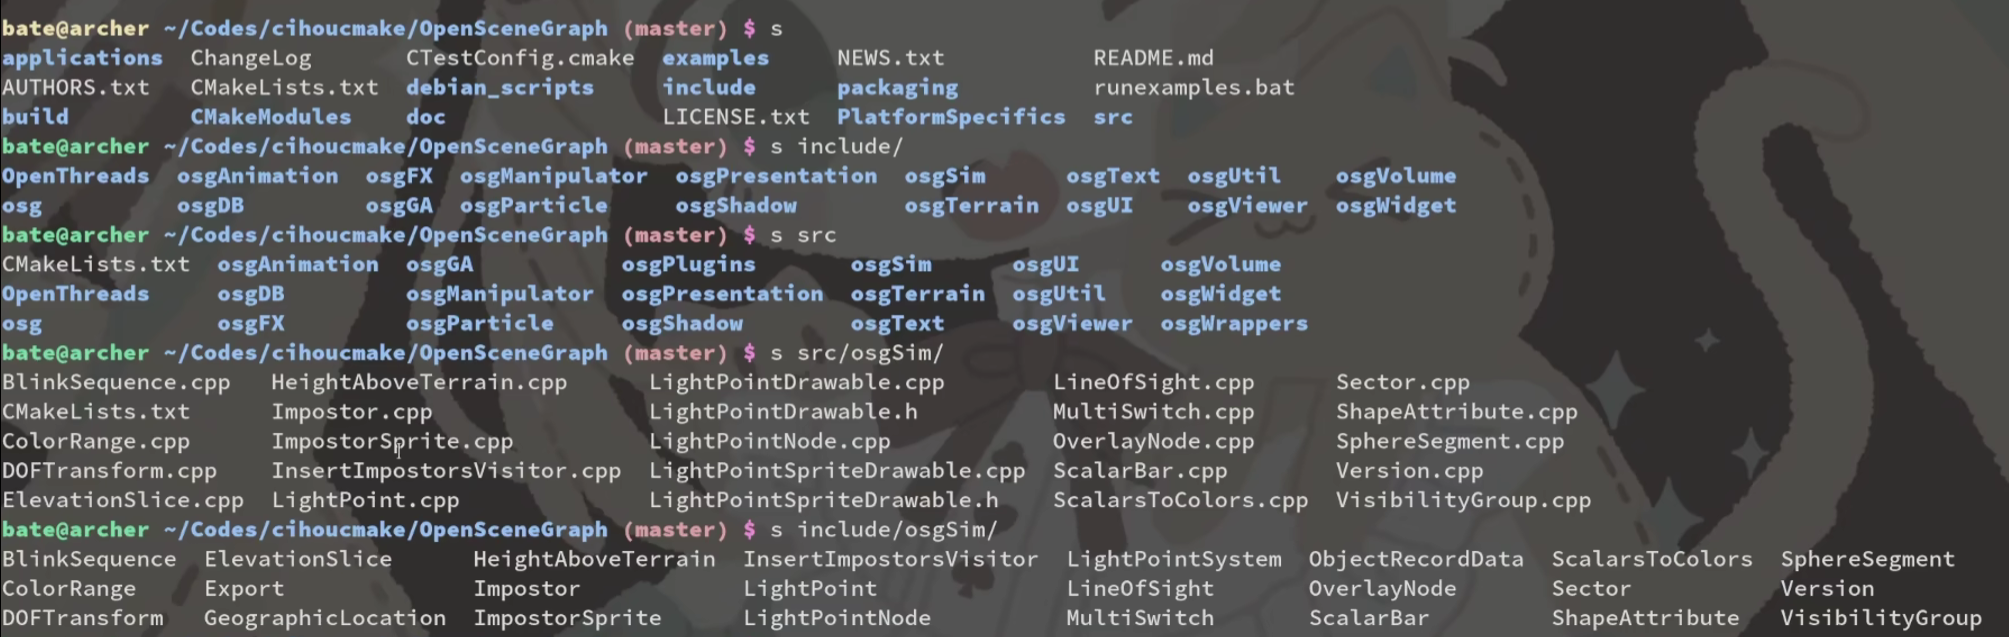 bate@archer ~/Codes/cihoucmake/OpenSceneGraph (master) $ s
applications  ChangeLog  CTestConfig.cmake  examples  NEWS.txt  README.md
AUTHORS.txt  CMakeLists.txt  debian_scripts  include  packaging  runexamples.bat
build  CMakeModules  doc  LICENSE.txt  PlatformSpecifics  src
bate@archer ~/Codes/cihoucmake/OpenSceneGraph (master) $ s include/
OpenThreads  osgAnimation  osgFX  osgManipulator  osgPresentation  osgSim  osgText  osgUtil  osgVolume
osg  osgDB  osgGA  osgParticle  osgShadow  osgTerrain  osgUI  osgViewer  osgWidget
bate@archer ~/Codes/cihoucmake/OpenSceneGraph (master) $ s src
CMakeLists.txt  osgAnimation  osgGA  osgPlugins  osgSim  osgUI  osgVolume
OpenThreads  osgDB  osgManipulator  osgPresentation  osgTerrain  osgUtil  osgWidget
osg  osgFX  osgParticle  osgShadow  osgText  osgViewer  osgWrappers
bate@archer ~/Codes/cihoucmake/OpenSceneGraph (master) $ s src/osgSim/
BlinkSequence.cpp  HeightAboveTerrain.cpp  LightPointDrawable.cpp  LineOfSight.cpp  Sector.cpp
CMakeLists.txt  Impostor.cpp  LightPointDrawable.h  MultiSwitch.cpp  ShapeAttribute.cpp
ColorRange.cpp  ImpostorSprite.cpp  LightPointNode.cpp  OverlayNode.cpp  SphereSegment.cpp
DOFTransform.cpp  InsertImpostorsVisitor.cpp  LightPointSpriteDrawable.cpp  ScalarBar.cpp  Version.cpp
ElevationSlice.cpp  LightPoint.cpp  LightPointSpriteDrawable.h  ScalarsToColors.cpp  VisibilityGroup.cpp
bate@archer ~/Codes/cihoucmake/OpenSceneGraph (master) $ s include/osgSim/
BlinkSequence  ElevationSlice  HeightAboveTerrain  InsertImpostorsVisitor  LightPointSystem  ObjectRecordData  ScalarsToColors  SphereSegment
ColorRange  Export  Impostor  LightPoint  LineOfSight  OverlayNode  Sector  Version
DOFTransform  GeographicLocation  ImpostorSprite  LightPointNode  MultiSwitch  ScalarBar  ShapeAttribute  VisibilityGroup